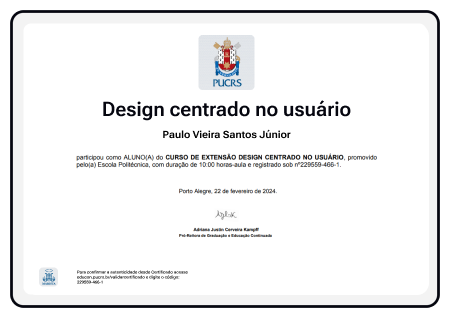 PUCRS
Design centrado no usuário
Paulo Vieira Santos Júnior
participou como ALUNO(A) do CURSO DE EXTENSÃO DESIGN CENTRADO NO USUÁRIO, promovido
pelo(a) Escola Politécnica, com duração de 10:00 horas-aula e registrado sob nº229559-466-1.
Porto Alegre, 22 de fevereiro de 2024.
Adriana Justin Cerveira Kampff
Pró-Reitora de Graduação e Educação Continuada
Para confirmar a autenticidade deste Certificado acesse
educon.pucrs.br/validarcertificado e digite o código:
229559-466-1